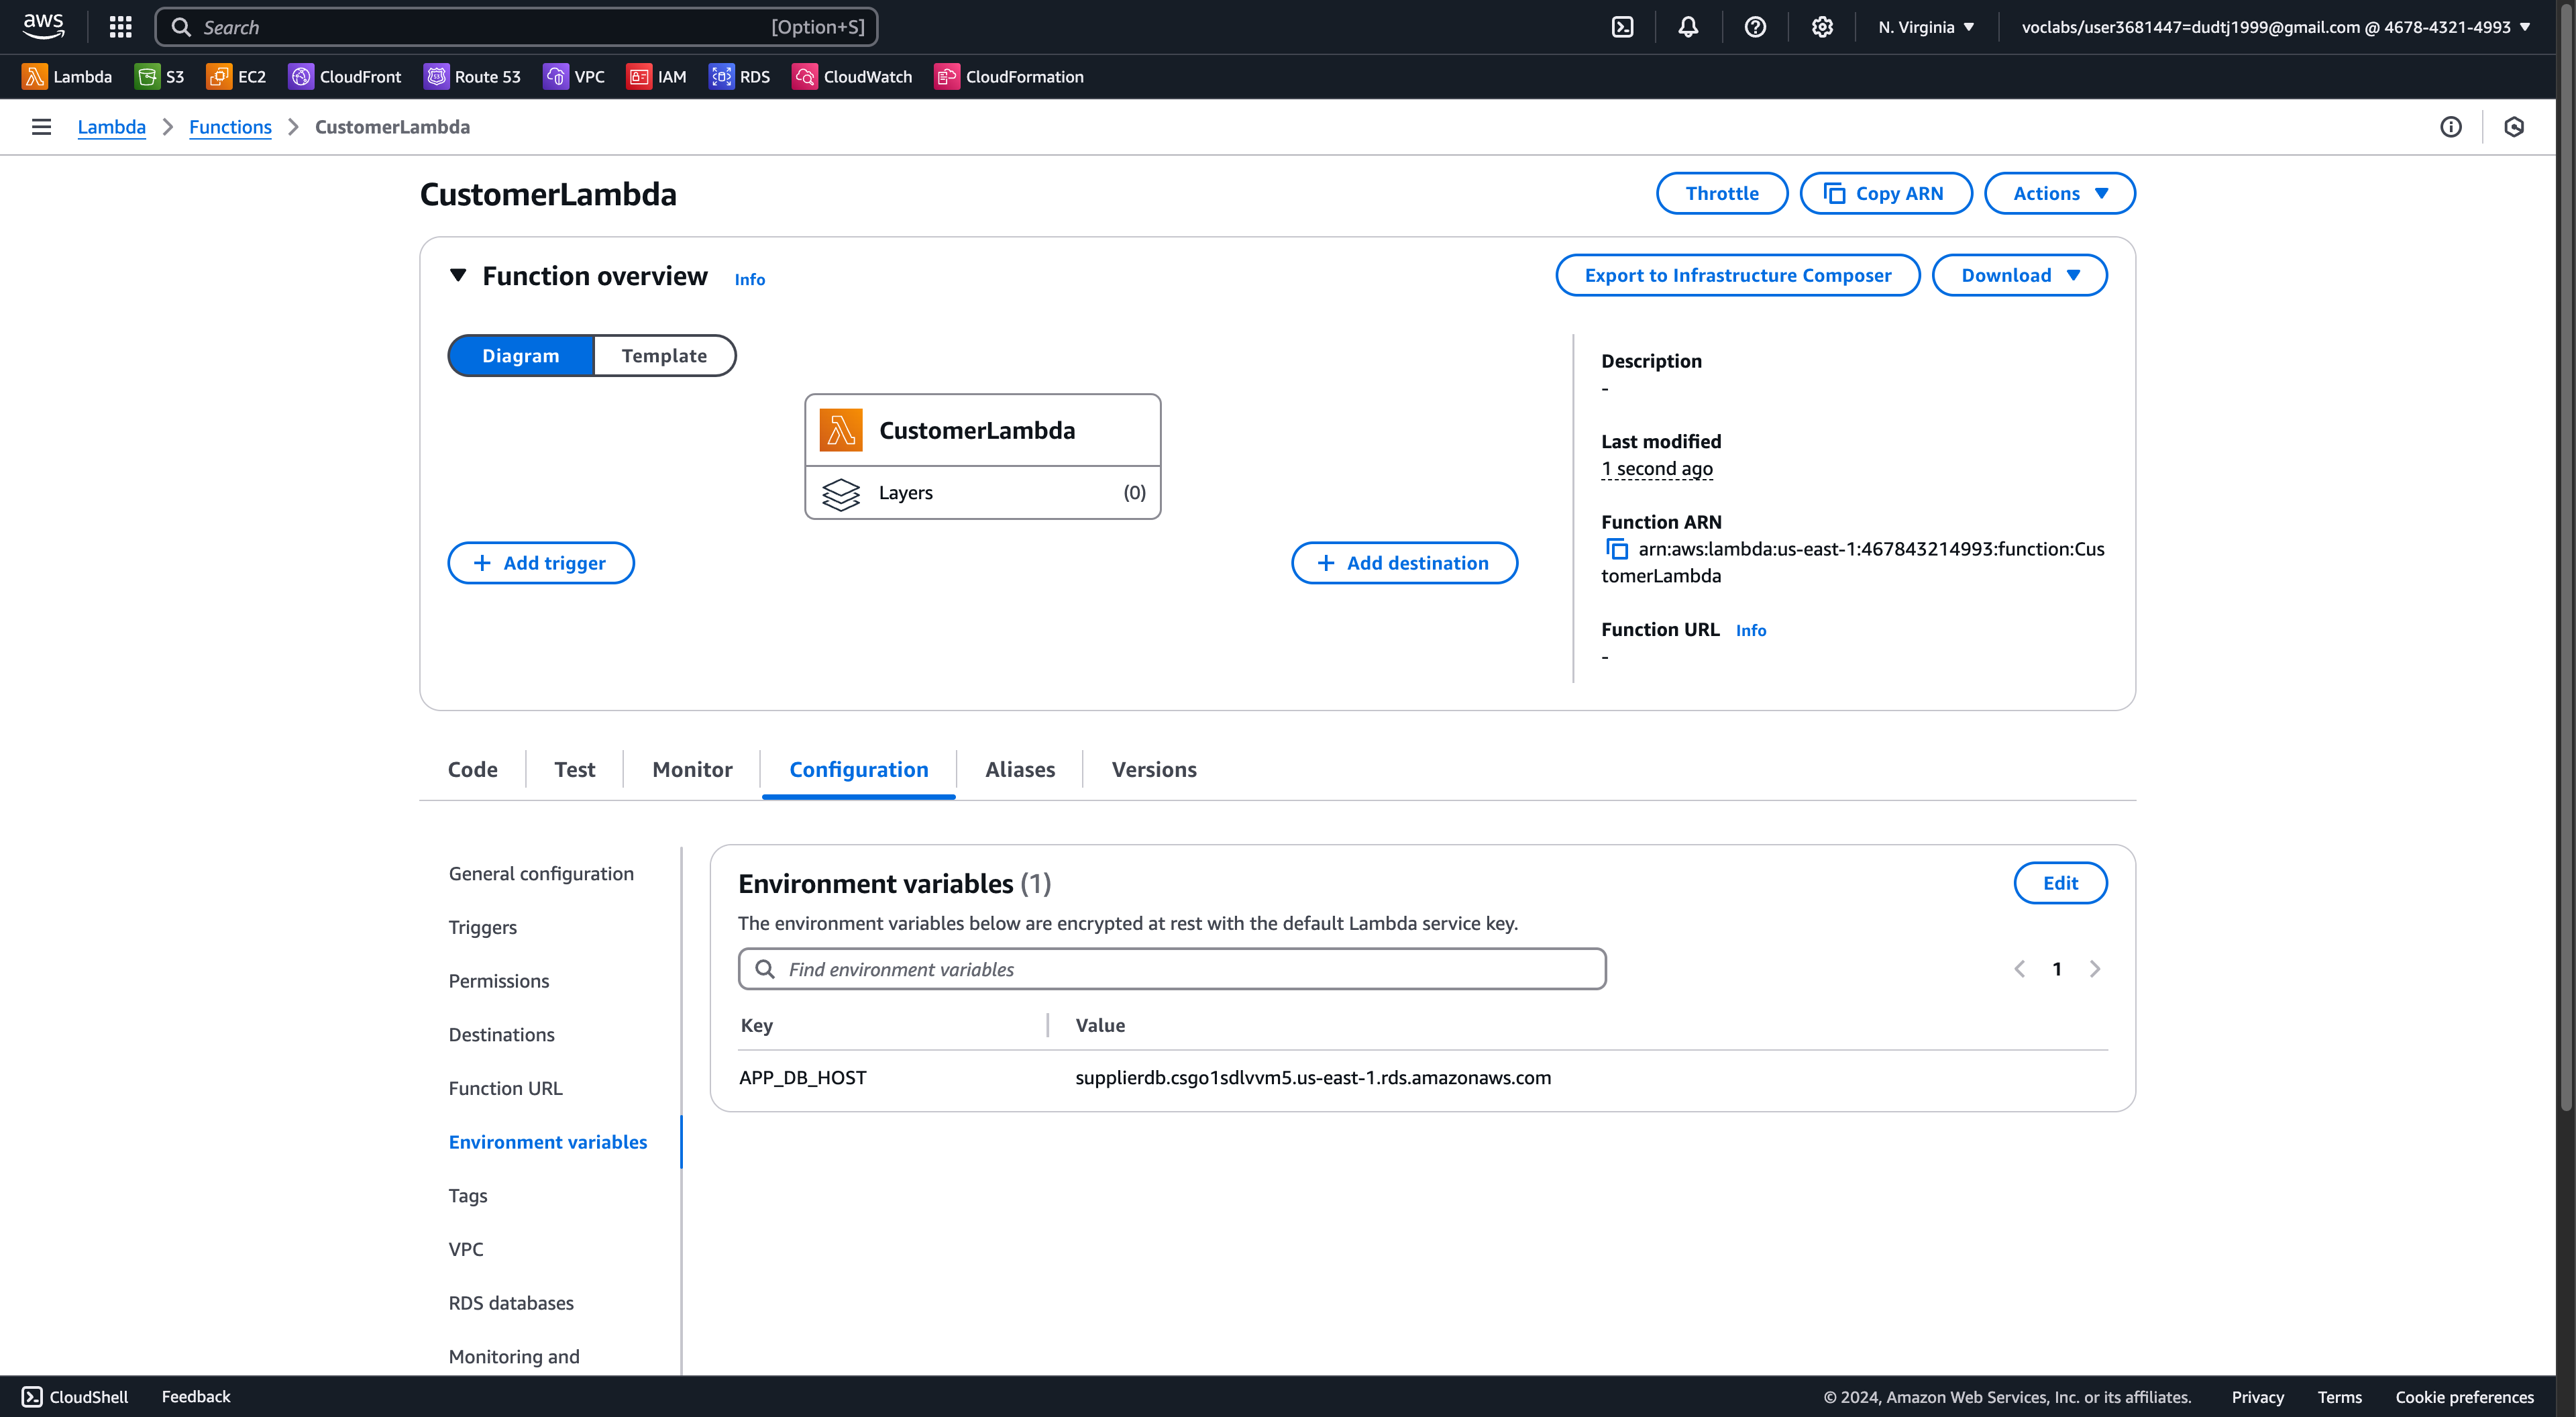 aws
Search
[Option+S]
N. Virginia
voclabs/user3681447=dudtj1999@gmail.com @ 4678-4321-4993
Lambda
S3
EC2
CloudFront
Route 53
VPC
IAM
RDS
CloudWatch
CloudFormation
Lambda
Functions
CustomerLambda
CustomerLambda
Throttle
Copy ARN
Actions
Function overview
Info
Export to Infrastructure Composer
Download
Diagram
Template
CustomerLambda
Layers
(0)
Add trigger
Add destination
Description
-
Last modified
1 second ago
Function ARN
arn:aws:lambda:us-east-1:467843214993:function:Cus
tomerLambda
Function URL
Info
-
Code
Test
Monitor
Configuration
Aliases
Versions
General configuration
Triggers
Permissions
Destinations
Function URL
Environment variables
Tags
VPC
RDS databases
Monitoring and
Environment variables (1)
Edit
The environment variables below are encrypted at rest with the default Lambda service key.
Find environment variables
1
Key
Value
APP_DB_HOST
supplierdb.csgo1sdlvvm5.us-east-1.rds.amazonaws.com
CloudShell
Feedback
© 2024, Amazon Web Services, Inc. or its affiliates.
Privacy
Terms
Cookie preferences